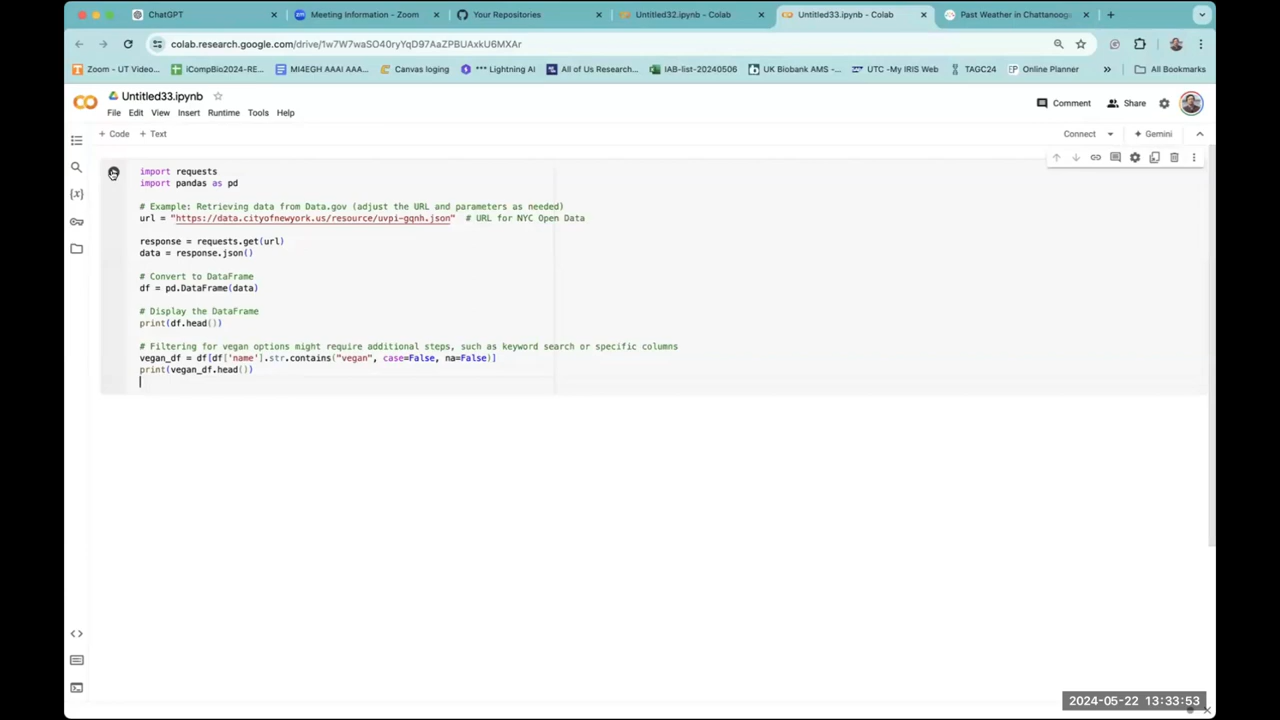 ChatGPT
Meeting Information - Zoom
Your Repositories
Untitled32.ipynb - Colab
Untitled33.ipynb - Colab
Past Weather in Chattanoog
colab.research.google.com/drive/1w7W7waSO40ryYqD97AaZPBUAxkU6MXAr
Zoom - UT Video...
iCompBio2024-RE...
MI4EGH AAAI AAA...
Canvas loging
*** Lightning AI
All of Us Research...
IAB-list-20240506
UK Biobank AMS -...
UTC -My IRIS Web
TAGC24
Online Planner
»
All Bookmarks
Untitled33.ipynb
File Edit View Insert Runtime Tools Help
Comment
Share
+ Code + Text
Connect
Gemini
import requests
import pandas as pd
# Example: Retrieving data from Data.gov (adjust the URL and parameters as needed)
url = "https://data.cityofnewyork.us/resource/uvpi-gqnh.json" # URL for NYC Open Data
response = requests.get(url)
data = response.json()
# Convert to DataFrame
df = pd.DataFrame(data)
# Display the DataFrame
print(df.head())
# Filtering for vegan options might require additional steps, such as keyword search or specific columns
vegan_df = df[df['name'].str.contains("vegan", case=False, na=False)]
print(vegan_df.head())
2024-05-22 13:33:53